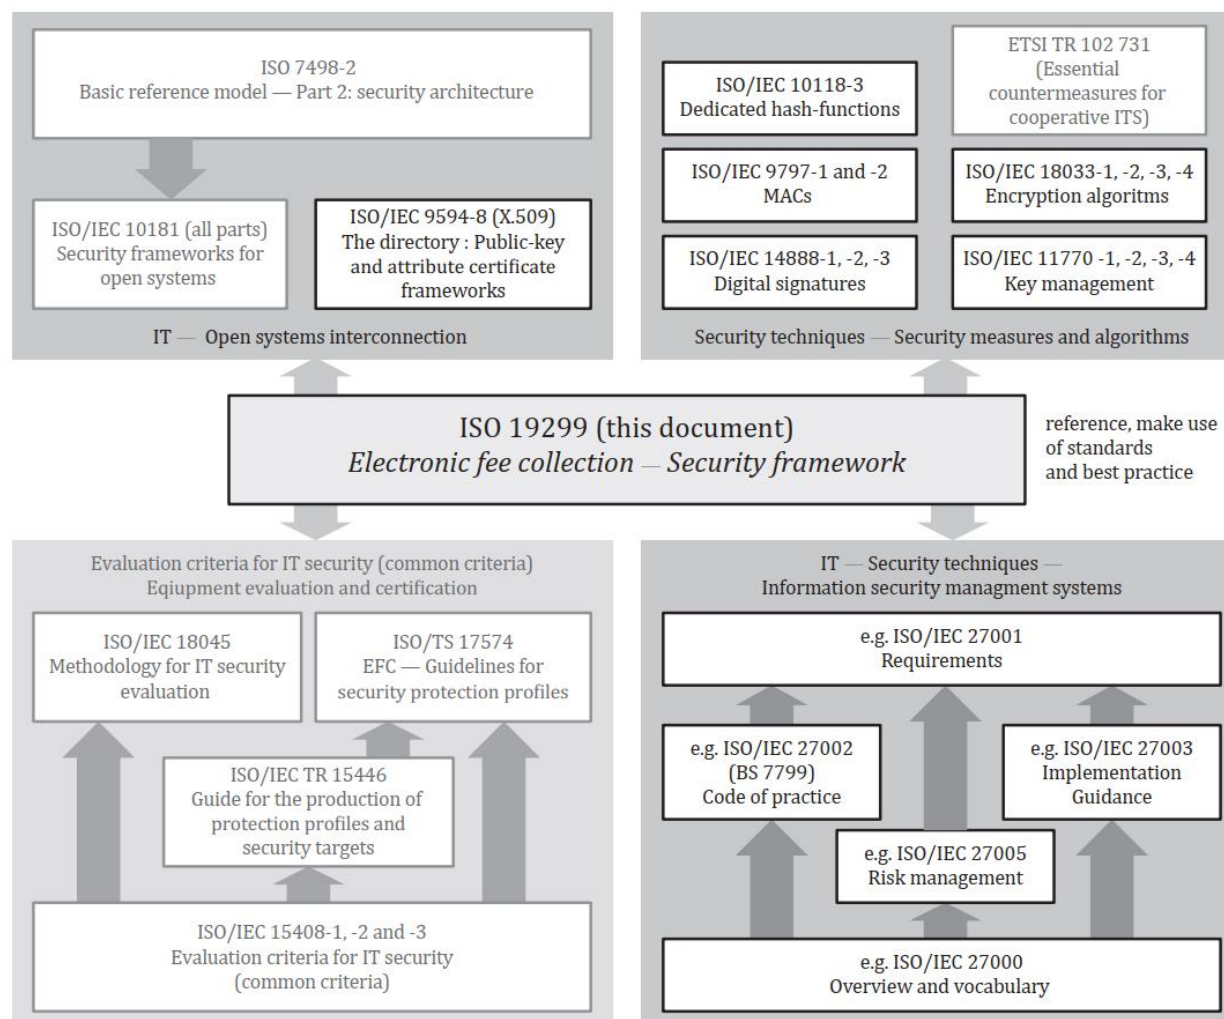 ISO 7498-2
Basic reference model — Part 2: security architecture
ISO/IEC 10181 (all parts)
Security frameworks for
open systems
ISO/IEC 9594-8 (X.509)
The directory : Public-key
and attribute certificate
frameworks
IT — Open systems interconnection
ISO/IEC 10118-3
Dedicated hash-functions
ETSI TR 102 731
(Essential
countermeasures for
cooperative ITS)
ISO/IEC 9797-1 and -2
MACs
ISO/IEC 18033-1, -2, -3, -4
Encryption algoritms
ISO/IEC 14888-1, -2, -3
Digital signatures
ISO/IEC 11770 -1, -2, -3, -4
Key management
Security techniques — Security measures and algorithms
ISO 19299 (this document)
Electronic fee collection — Security framework
reference, make use
of standards
and best practice
Evaluation criteria for IT security (common criteria)
Eqiupment evaluation and certification
ISO/IEC 18045
Methodology for IT security
evaluation
ISO/TS 17574
EFC — Guidelines for
security protection profiles
ISO/IEC TR 15446
Guide for the production of
protection profiles and
security targets
ISO/IEC 15408-1, -2 and -3
Evaluation criteria for IT security
(common criteria)
IT — Security techniques —
Information security managment systems
e.g. ISO/IEC 27001
Requirements
e.g. ISO/IEC 27002
(BS 7799)
Code of practice
e.g. ISO/IEC 27003
Implementation
Guidance
e.g. ISO/IEC 27005
Risk management
e.g. ISO/IEC 27000
Overview and vocabulary